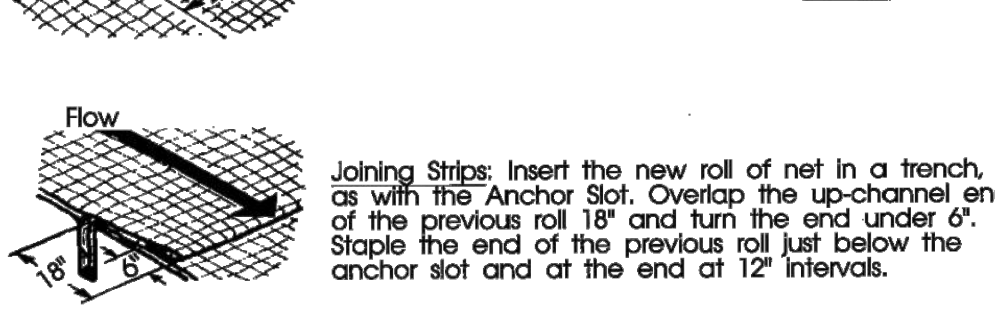 Flow
Joining Strips: Insert the new roll of net in a trench,
as with the Anchor Slot. Overlap the up-channel en
of the previous roll 18" and turn the end under 6".
Staple the end of the previous roll just below the
anchor slot and at the end at 12" intervals.
18"
6"